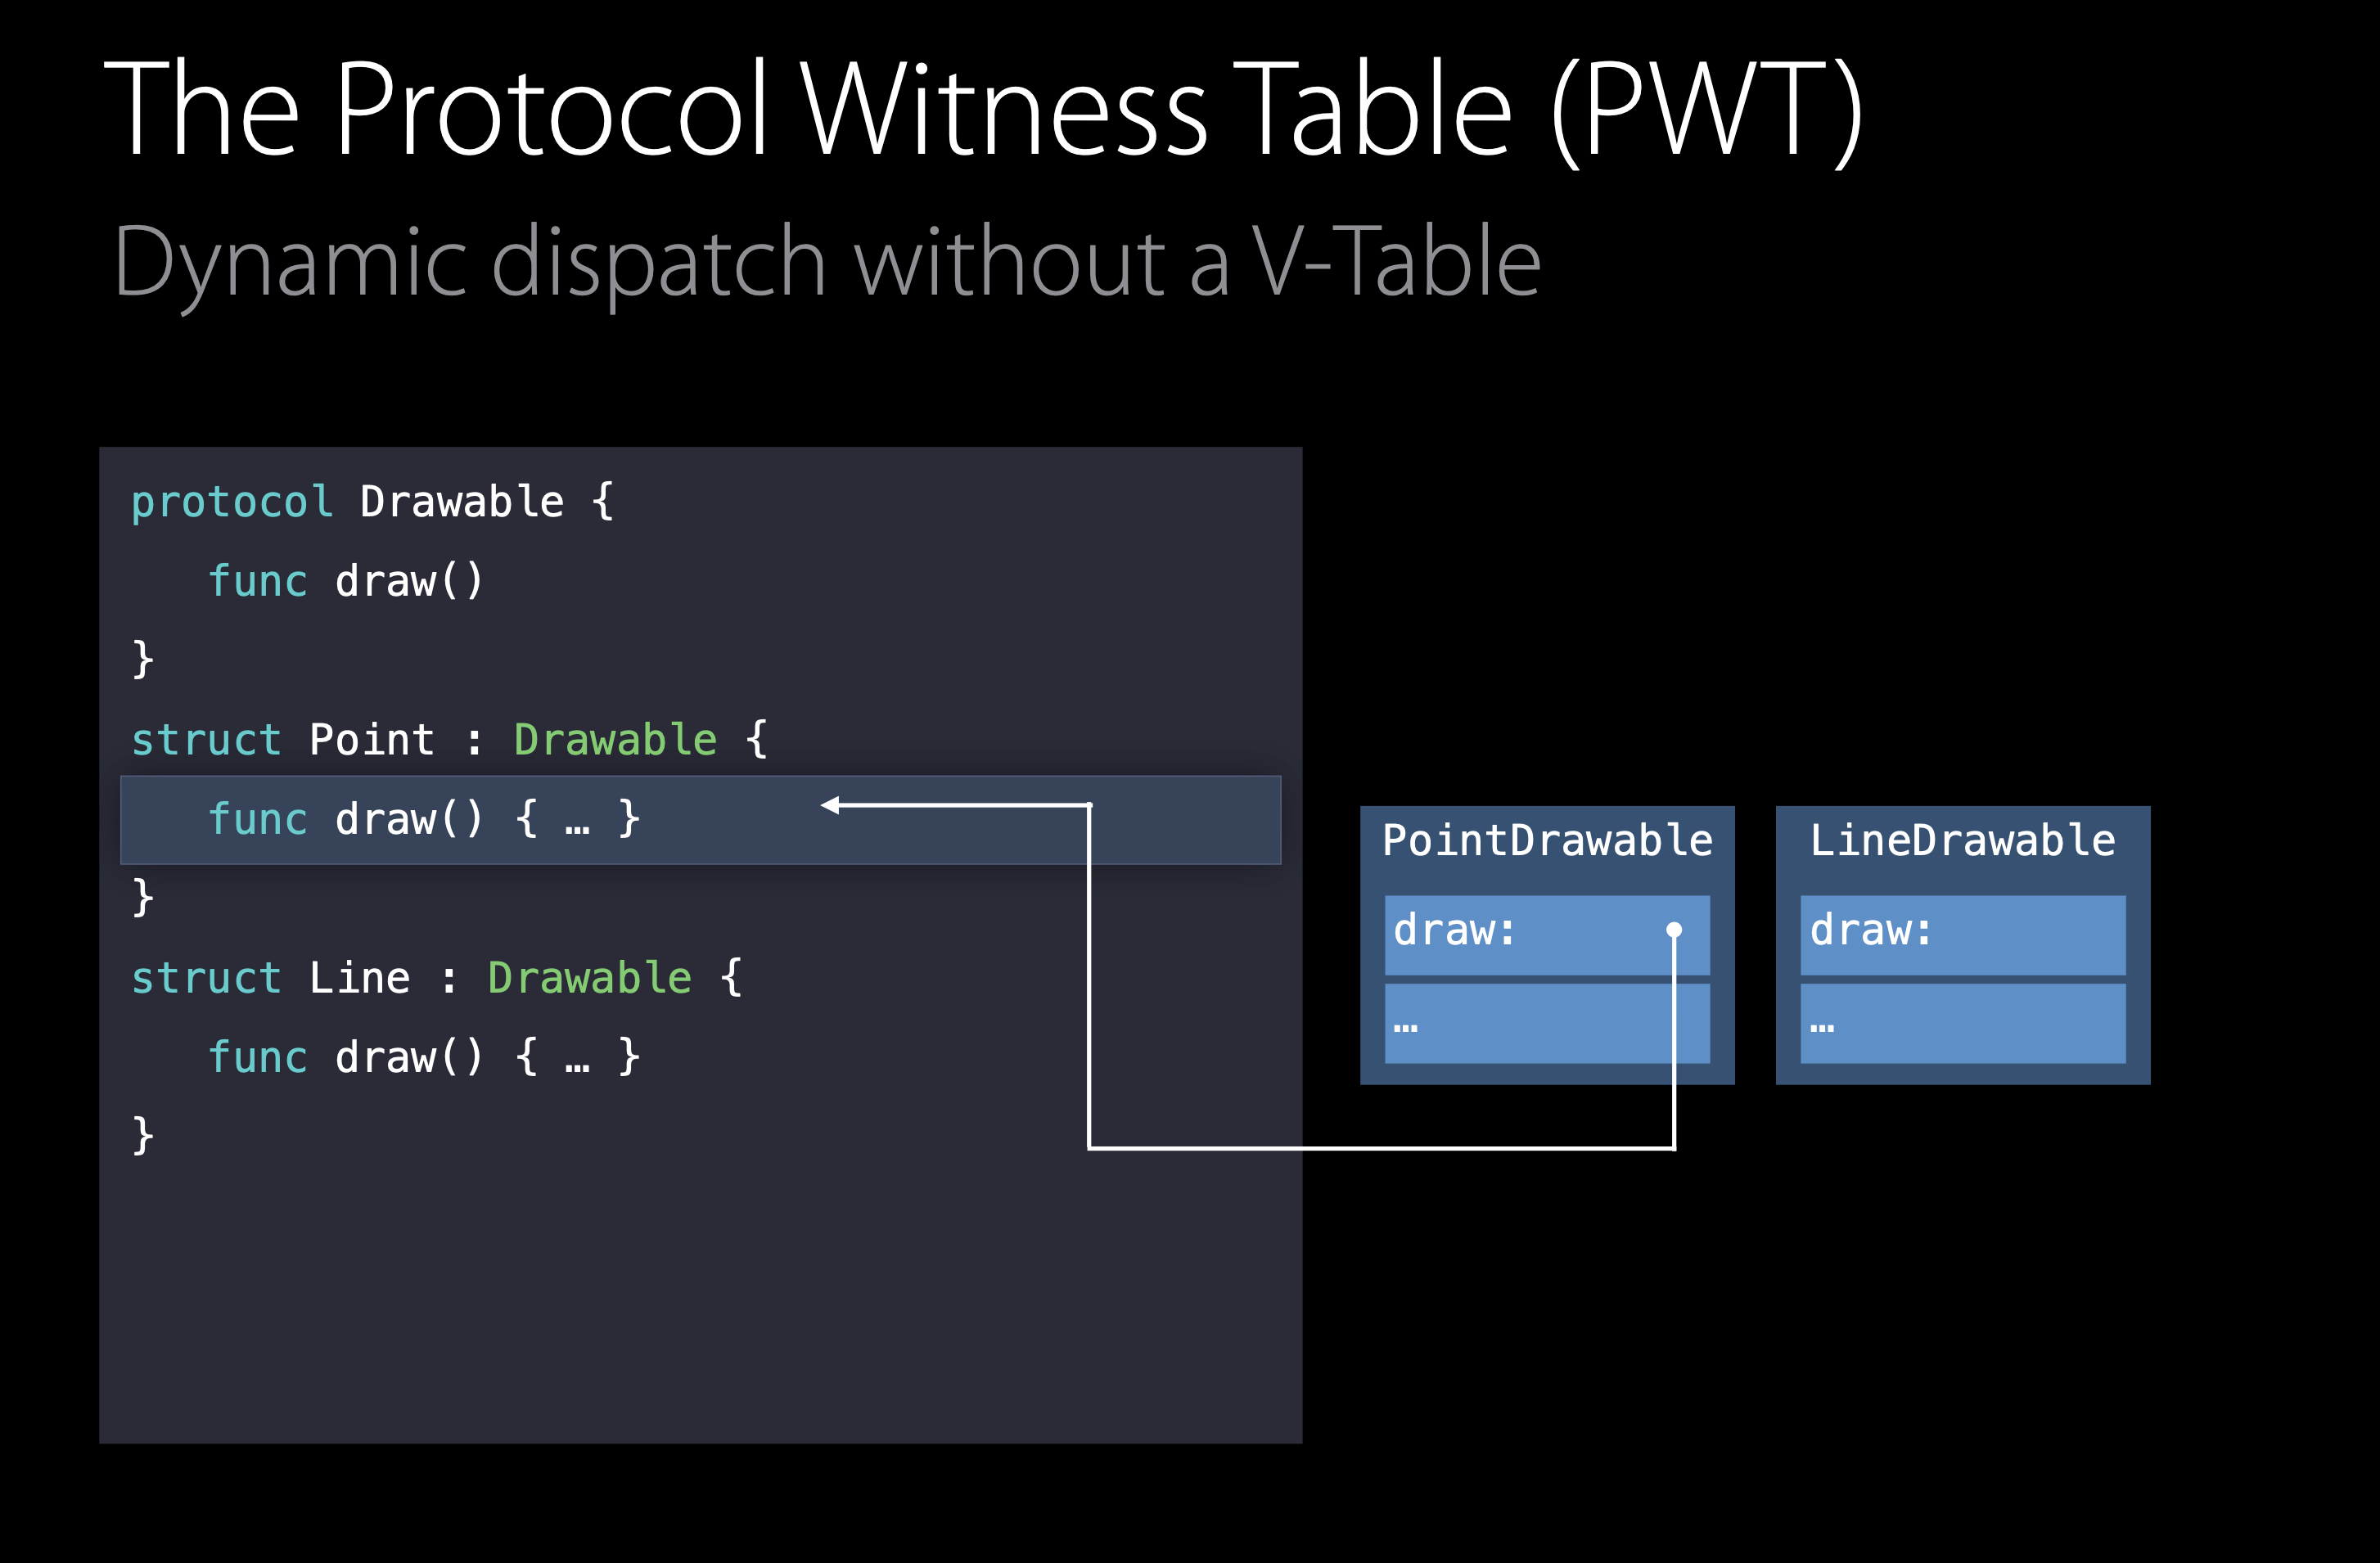 The Protocol Witness Table (PWT)
Dynamic dispatch without a V-Table
protocol Drawable {
func draw()
}
struct Point : Drawable {
func draw() { … }
}
struct Line : Drawable {
func draw() { … }
}
PointDrawable
draw:
…
LineDrawable
draw:
…